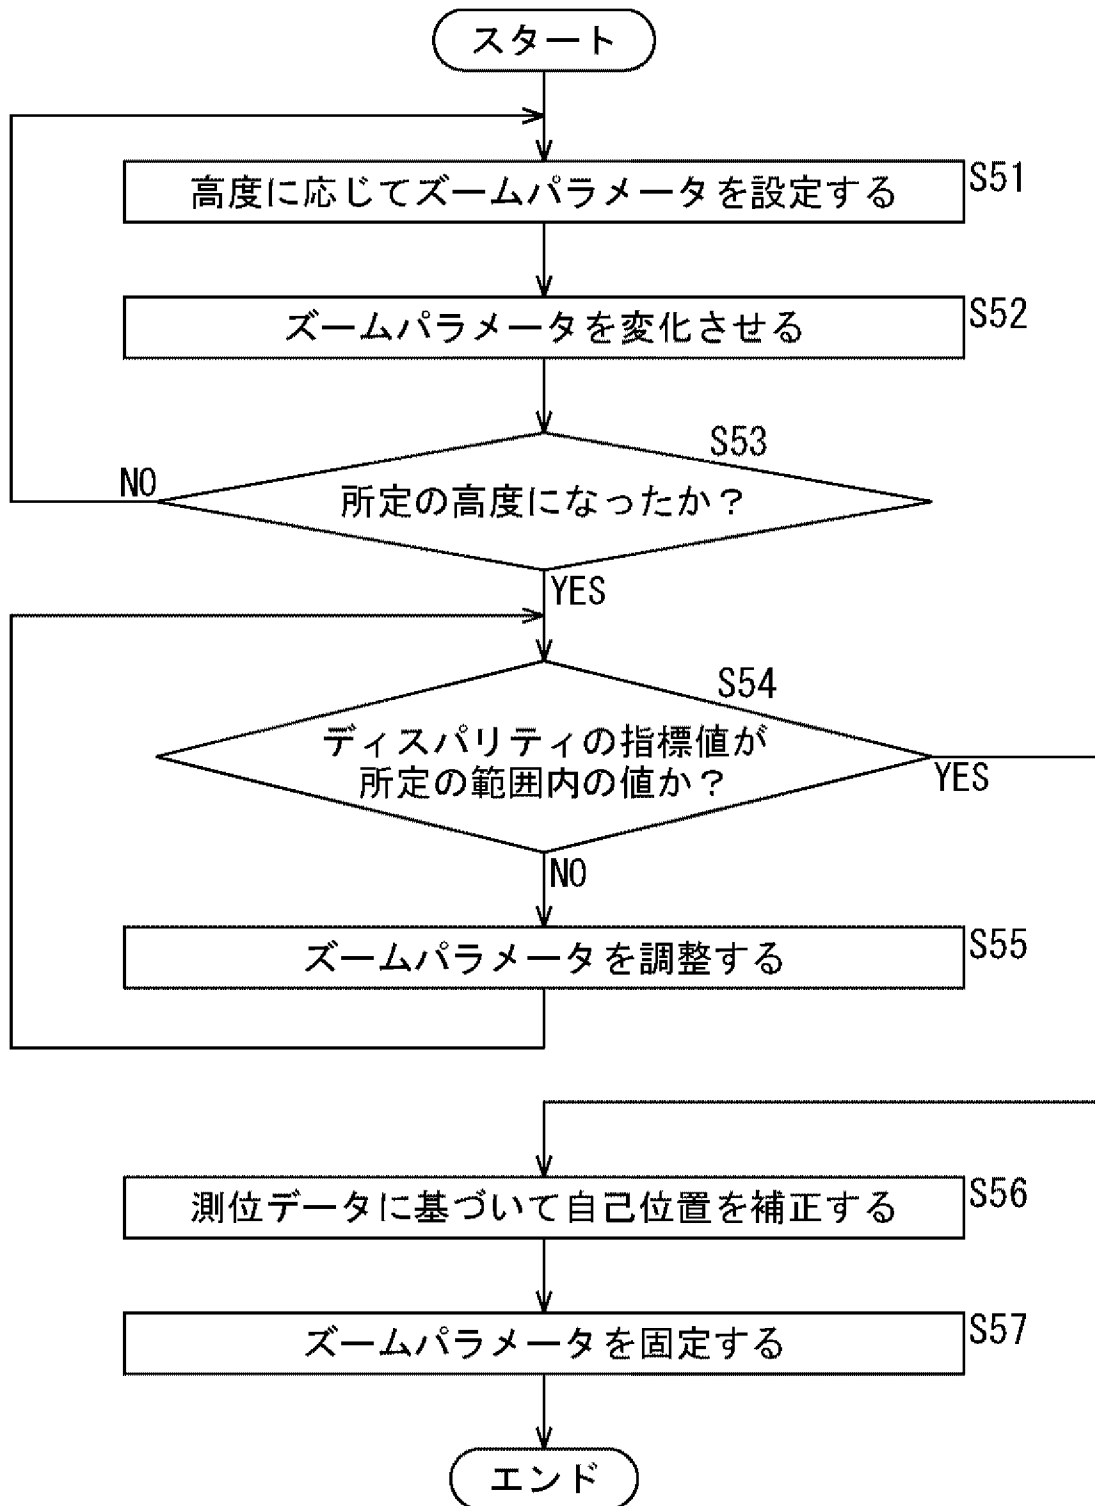 スタート
高度に応じてズームパラメータを設定する
S51
ズームパラメータを変化させる
S52
S53
NO
所定の高度になったか？
YES
S54
ディスパリティの指標値が
所定の範囲内の値か？
YES
NO
ズームパラメータを調整する
S55
測位データに基づいて自己位置を補正する
S56
ズームパラメータを固定する
S57
エンド